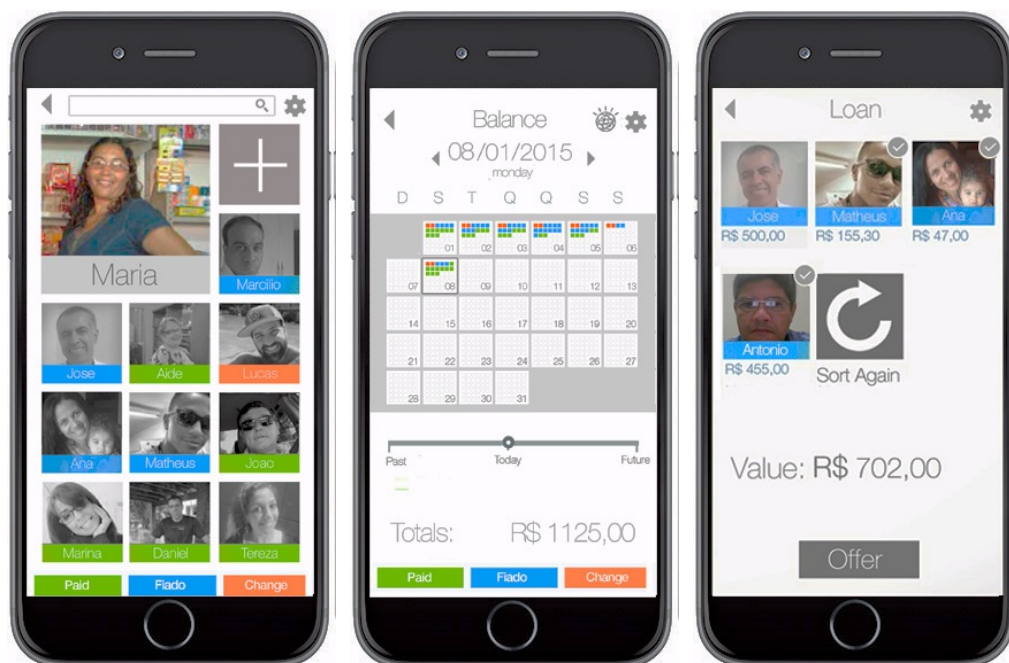 Maria
Marcilio
Jose
Aide
Lucas
Ana
Matheus
Joao
Marina
Daniel
Tereza
Paid
Fiado
Change
Balance
08/01/2015
monday
D S T Q Q S S
01 02 03 04 05 06
07 08 09 10 11 12 13
14 15 16 17 18 19 20
21 22 23 24 25 26 27
28 29 30 31
Past Today Future
Totals: R$ 1125,00
Paid Fiado Change
Loan
Jose Matheus Ana
R$ 500,00 R$ 155,30 R$ 47,00
Antonio
R$ 455,00
Sort Again
Value: R$ 702,00
Offer